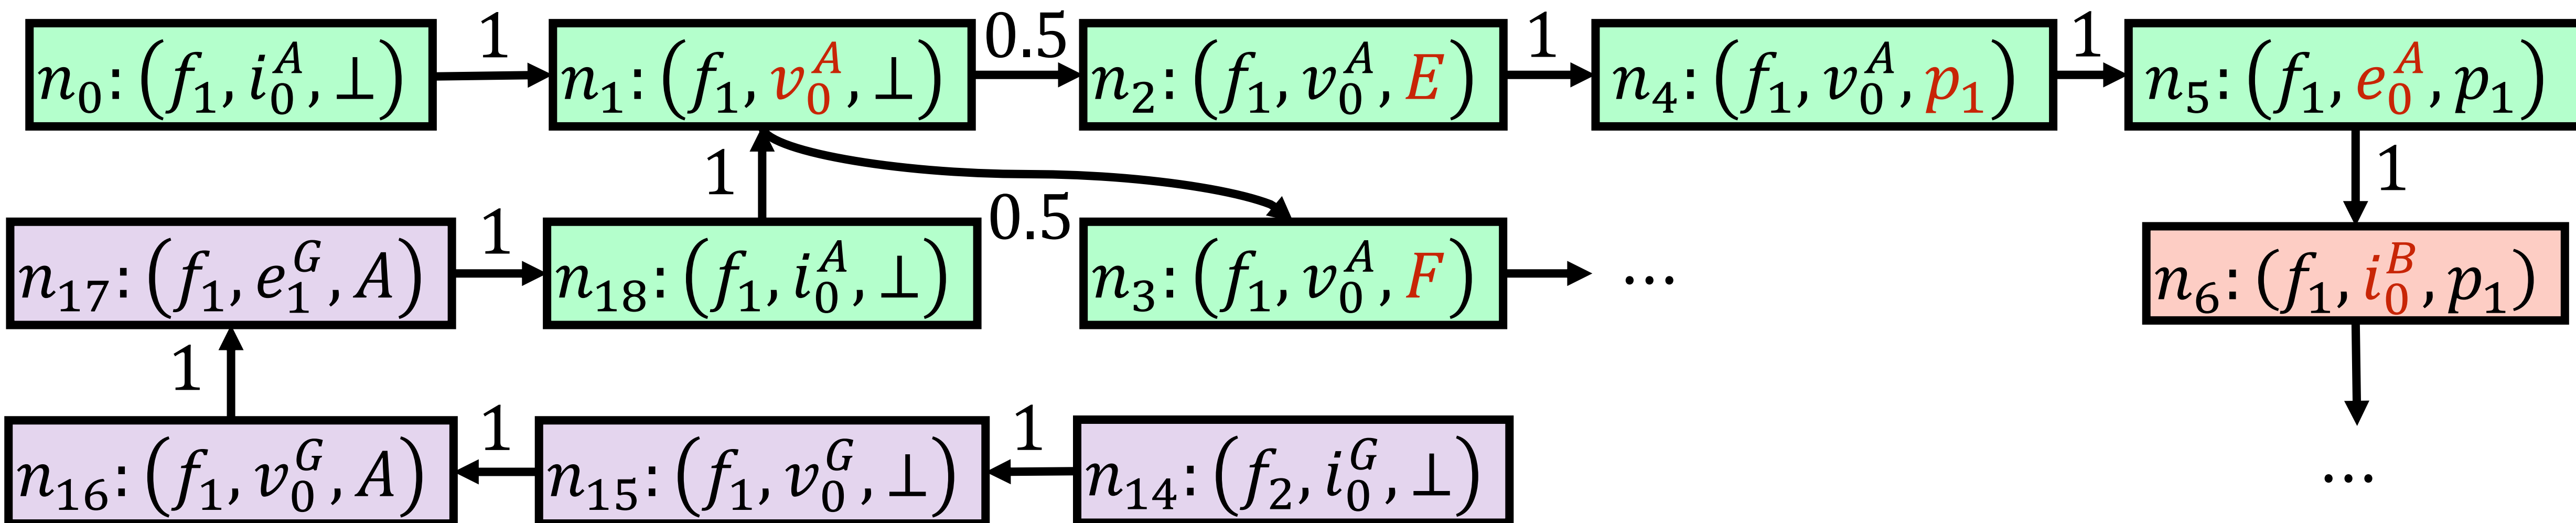 n₀: (f₁, i₀ᴬ, ⊥) 1 n₁: (f₁, v₀ᴬ, ⊥) 0.5 n₂: (f₁, v₀ᴬ, E) 1 n₄: (f₁, v₀ᴬ, p₁) 1 n₅: (f₁, e₀ᴬ, p₁)
1 0.5 1
n₁₇: (f₁, e₁ᴳ, A) 1 n₁₈: (f₁, i₀ᴬ, ⊥) n₃: (f₁, v₀ᴬ, F) ... n₆: (f₁, i₀ᴮ, p₁)
1
n₁₆: (f₁, v₀ᴳ, A) 1 n₁₅: (f₁, v₀ᴳ, ⊥) 1 n₁₄: (f₂, i₀ᴳ, ⊥) ...